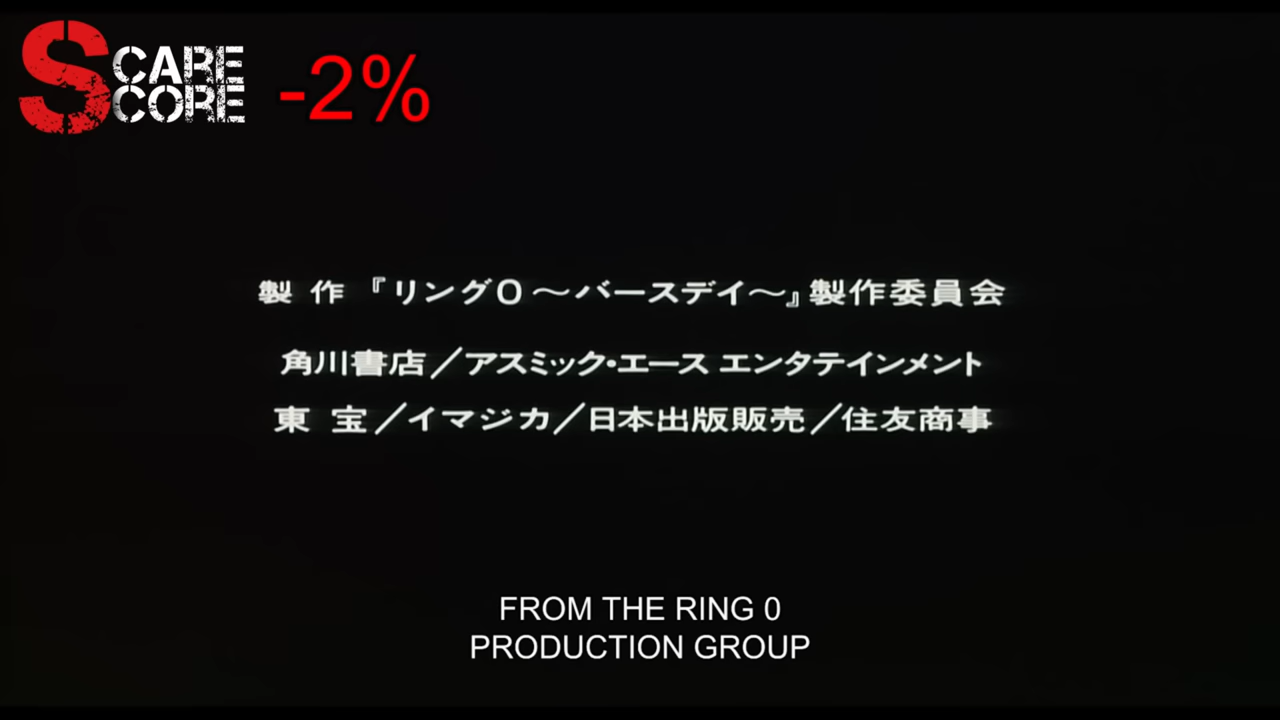 SCARE
SCORE
-2%
製 作 『リング0～バースデイ～』製作委員会
角川書店／アスミック・エース エンタテインメント
東 宝／イマジカ／日本出版販売／住友商事
FROM THE RING 0
PRODUCTION GROUP